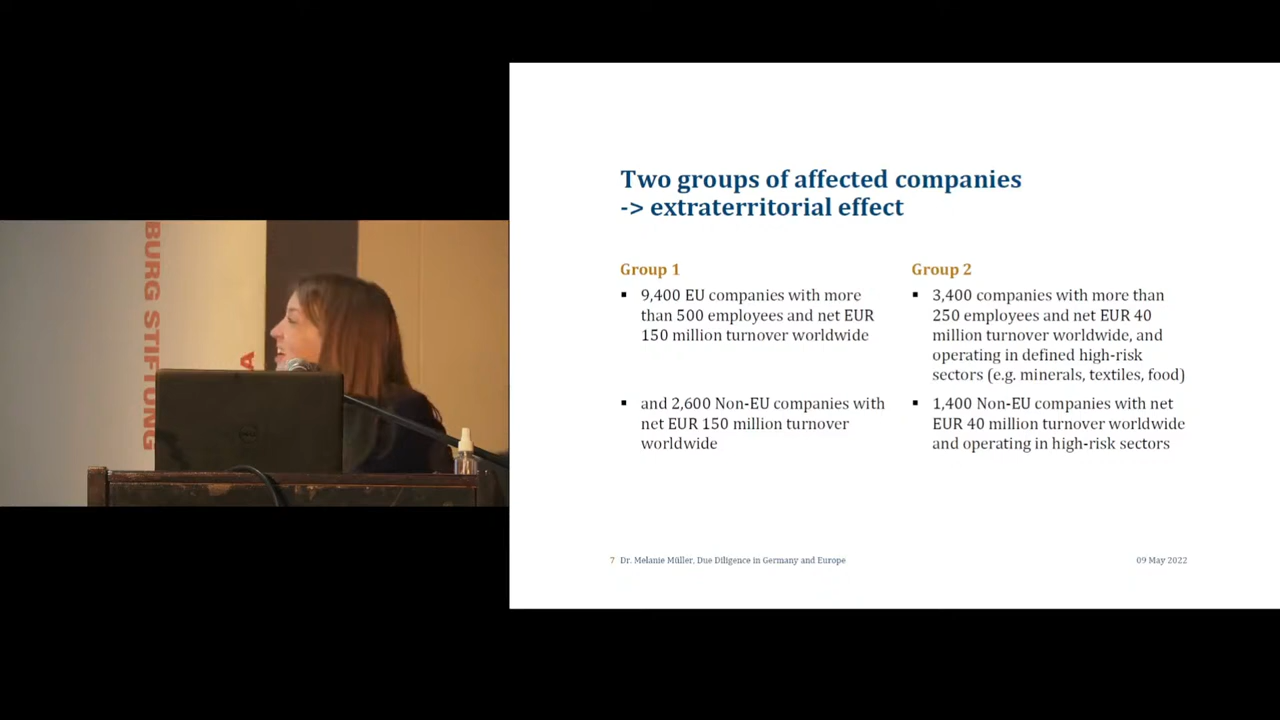 BURG STIFTUNG
A
Two groups of affected companies
-> extraterritorial effect
Group 1
▪ 9,400 EU companies with more
than 500 employees and net EUR
150 million turnover worldwide
▪ and 2,600 Non-EU companies with
net EUR 150 million turnover
worldwide
Group 2
▪ 3,400 companies with more than
250 employees and net EUR 40
million turnover worldwide, and
operating in defined high-risk
sectors (e.g. minerals, textiles, food)
▪ 1,400 Non-EU companies with net
EUR 40 million turnover worldwide
and operating in high-risk sectors
7 Dr. Melanie Müller, Due Diligence in Germany and Europe
09 May 2022
DELL